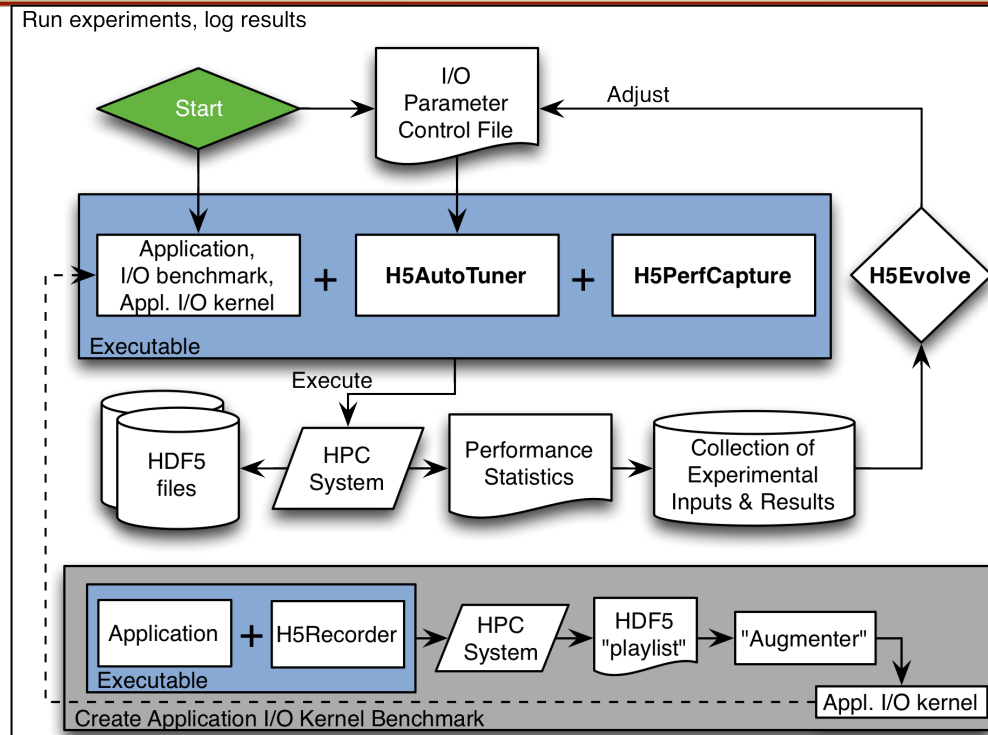 Run experiments, log results
Start
I/O
Parameter
Control File
Adjust
Application,
I/O benchmark,
Appl. I/O kernel
+
H5AutoTuner
+
H5PerfCapture
H5Evolve
Executable
Execute
HDF5
files
HPC
System
Performance
Statistics
Collection of
Experimental
Inputs & Results
Application
+
H5Recorder
Executable
HPC
System
HDF5
"playlist"
"Augmenter"
Appl. I/O kernel
Create Application I/O Kernel Benchmark